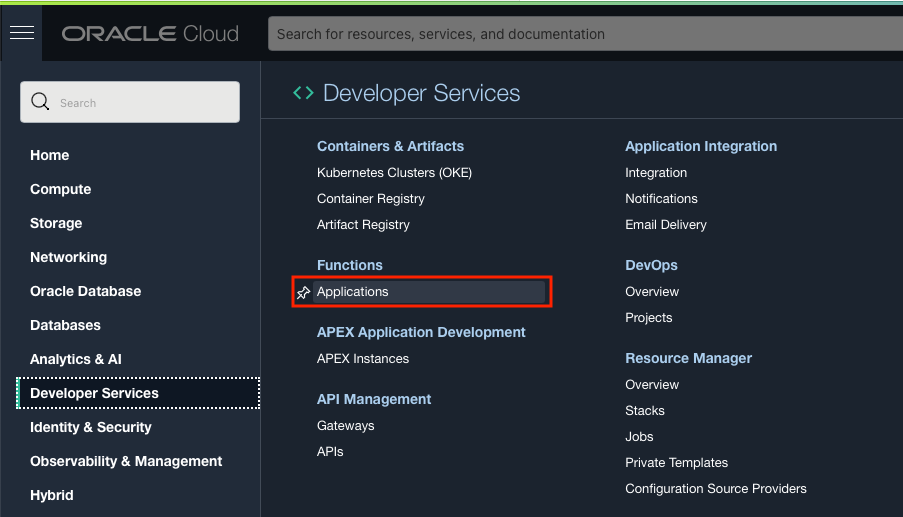 ORACLE Cloud
Search for resources, services, and documentation
Search
Home
Compute
Storage
Networking
Oracle Database
Databases
Analytics & AI
Developer Services
Identity & Security
Observability & Management
Hybrid
Developer Services
Containers & Artifacts
Kubernetes Clusters (OKE)
Container Registry
Artifact Registry
Functions
Applications
APEX Application Development
APEX Instances
API Management
Gateways
APIs
Application Integration
Integration
Notifications
Email Delivery
DevOps
Overview
Projects
Resource Manager
Overview
Stacks
Jobs
Private Templates
Configuration Source Providers